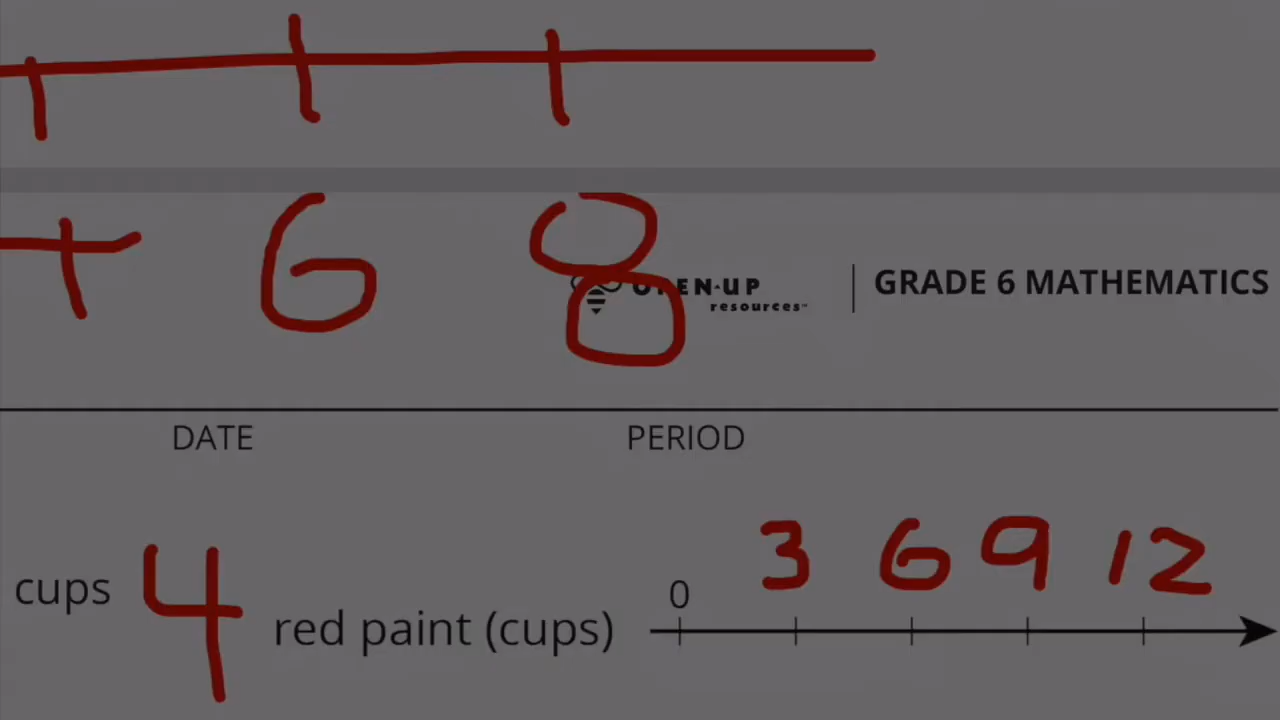 4 6 8
OPEN-UP
resources™
GRADE 6 MATHEMATICS
DATE PERIOD
3 6 9 12
cups 4 red paint (cups) 0